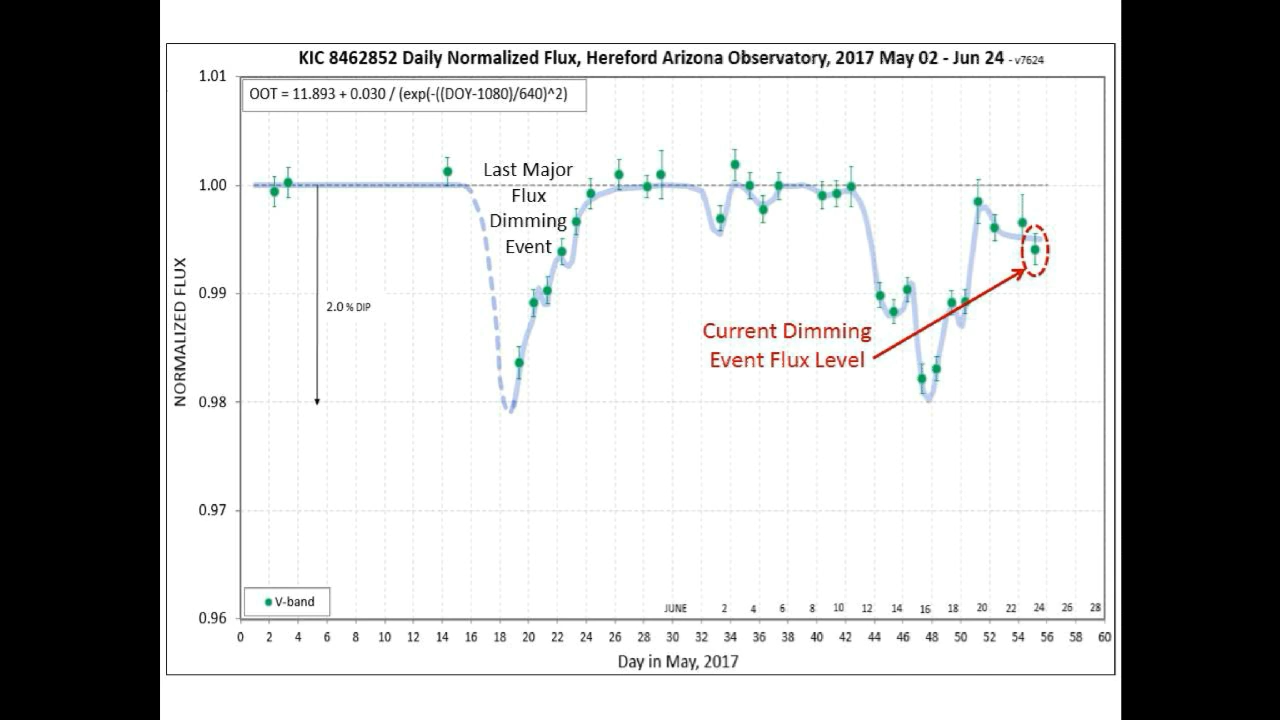 KIC 8462852 Daily Normalized Flux, Hereford Arizona Observatory, 2017 May 02 - Jun 24 - v7624
OOT = 11.893 + 0.030 / (exp(-((DOY-1080)/640)^2)
1.01
1.00
0.99
0.98
0.97
0.96
NORMALIZED FLUX
Last Major
Flux
Dimming
Event
2.0 % DIP
Current Dimming
Event Flux Level
V-band
JUNE 2 4 6 8 10 12 14 16 18 20 22 24 26 28
0 2 4 6 8 10 12 14 16 18 20 22 24 26 28 30 32 34 36 38 40 42 44 46 48 50 52 54 56 58 60
Day in May, 2017